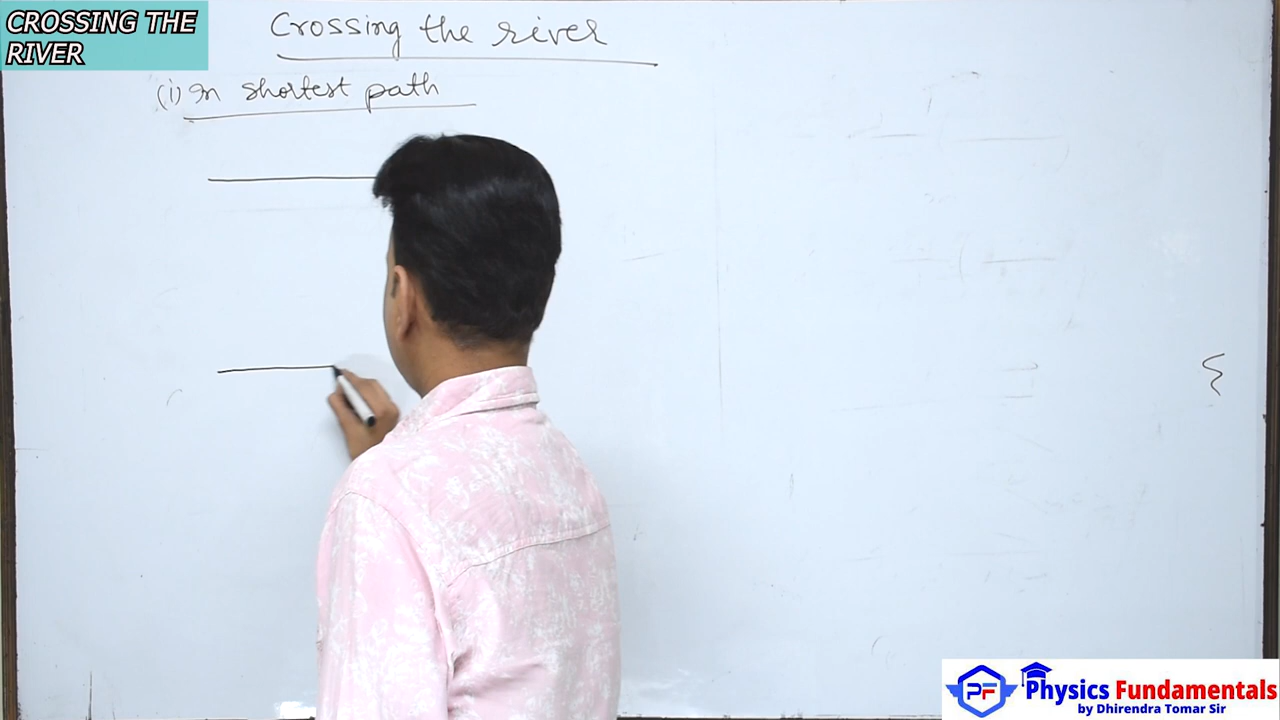 CROSSING THE
RIVER
Crossing the river
(i) In shortest path
PF Physics Fundamentals
by Dhirendra Tomar Sir